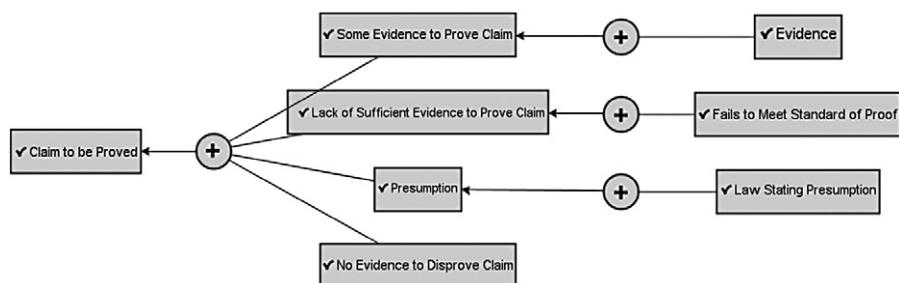 ✔ Some Evidence to Prove Claim
+
✔ Evidence
✔ Lack of Sufficient Evidence to Prove Claim
+
✔ Fails to Meet Standard of Proof
✔ Claim to be Proved
+
✔ Presumption
+
✔ Law Stating Presumption
✔ No Evidence to Disprove Claim